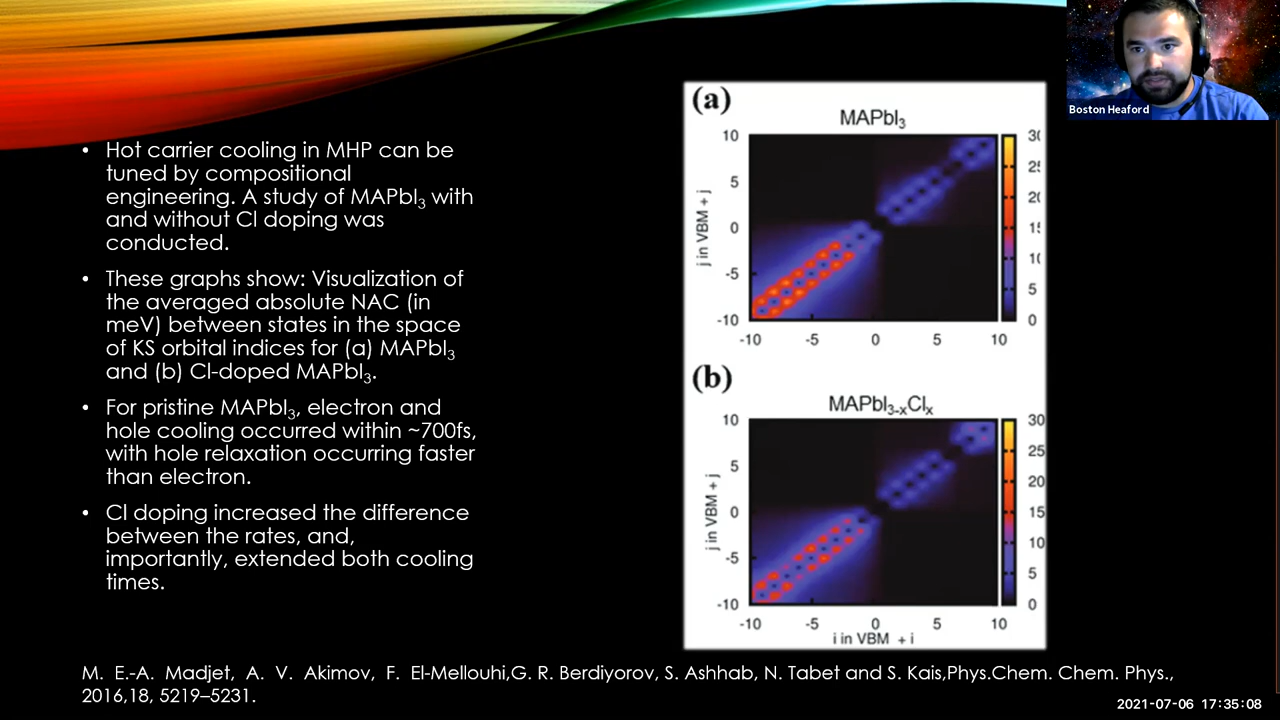 • Hot carrier cooling in MHP can be
tuned by compositional
engineering. A study of MAPbI₃ with
and without Cl doping was
conducted.
• These graphs show: Visualization of
the averaged absolute NAC (in
meV) between states in the space
of KS orbital indices for (a) MAPbI₃
and (b) Cl-doped MAPbI₃.
• For pristine MAPbI₃, electron and
hole cooling occurred within ~700fs,
with hole relaxation occurring faster
than electron.
• Cl doping increased the difference
between the rates, and,
importantly, extended both cooling
times.
(a)
MAPbI₃
10
5
0
-5
-10
j in VBM + j
-10 -5 0 5 10
10
5
0
(b)
MAPbI₃₋ₓClₓ
10
5
0
-5
-10
j in VBM + j
-10 -5 0 5 10
i in VBM + i
30
25
20
15
10
5
0
Boston Heaford
M. E.-A. Madjet, A. V. Akimov, F. El-Mellouhi,G. R. Berdiyorov, S. Ashhab, N. Tabet and S. Kais,Phys.Chem. Chem. Phys.,
2016,18, 5219–5231.
2021-07-06 17:35:08